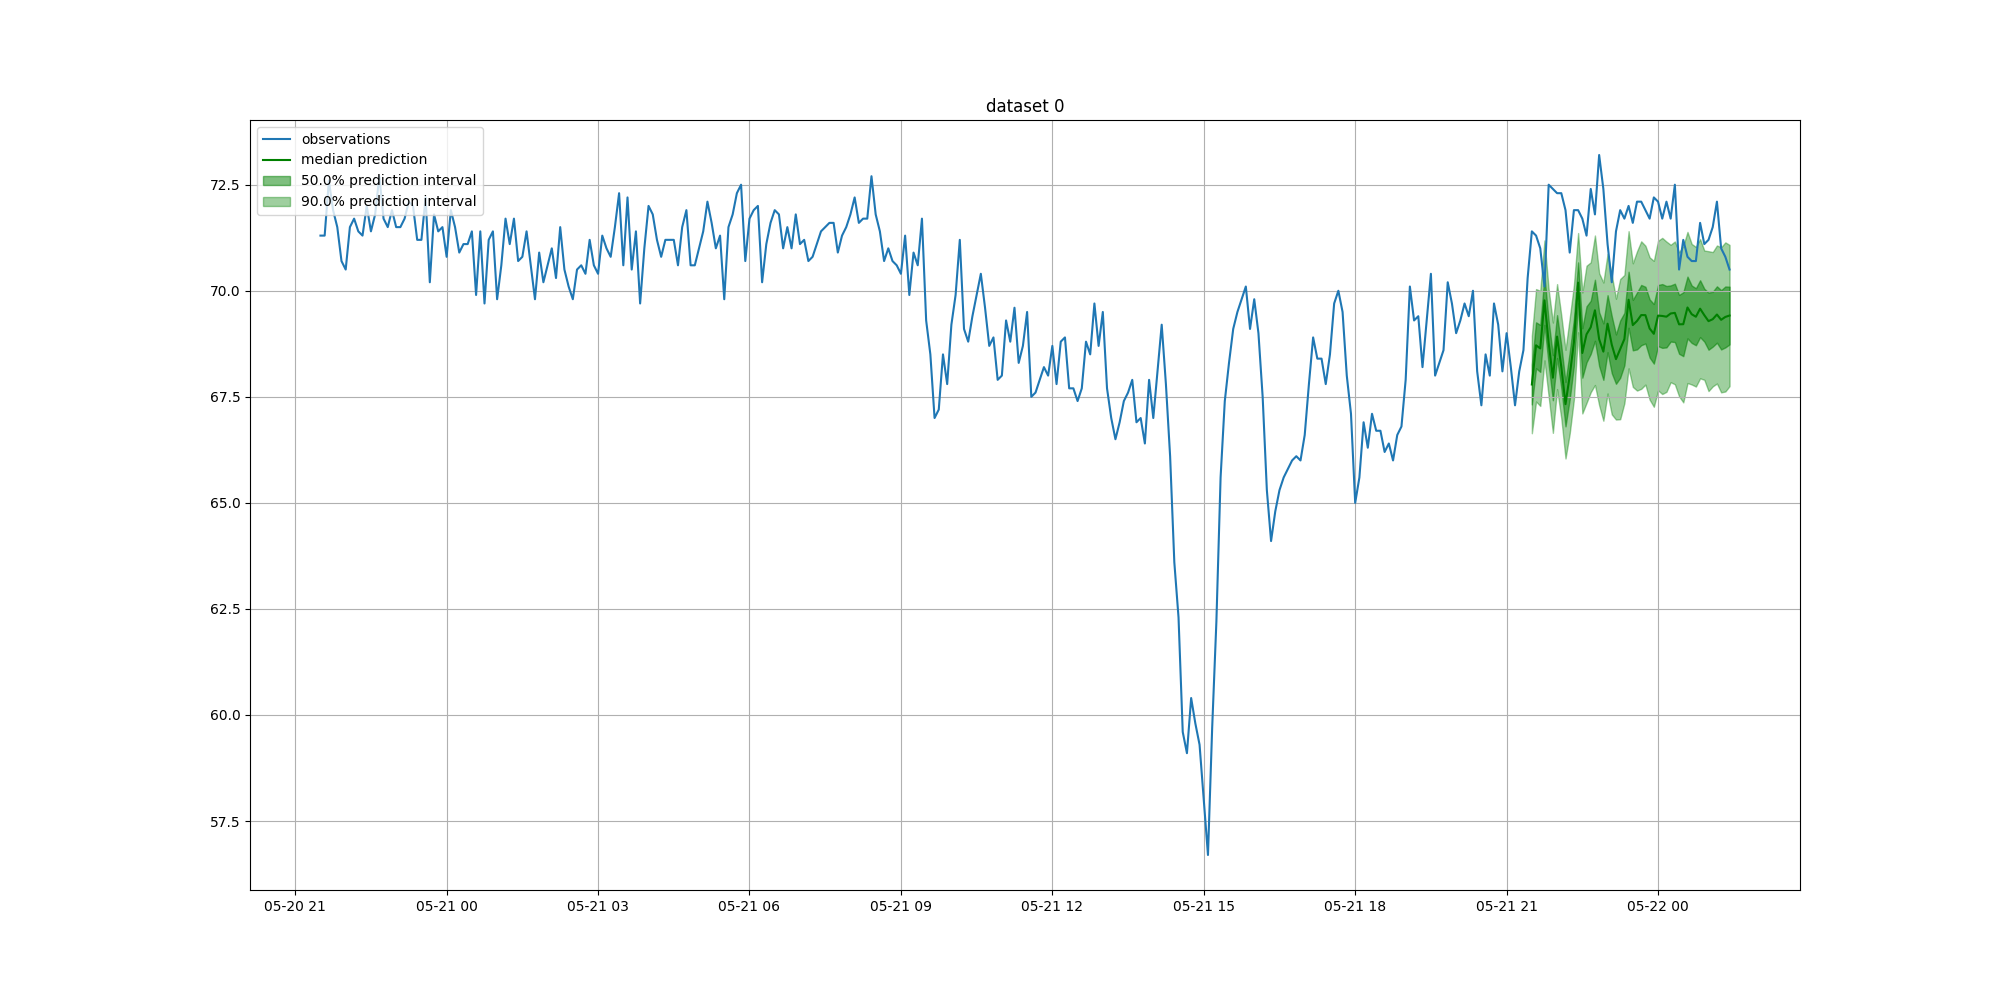 dataset 0
observations
median prediction
50.0% prediction interval
90.0% prediction interval
72.5
70.0
67.5
65.0
62.5
60.0
57.5
05-20 21 05-21 00 05-21 03 05-21 06 05-21 09 05-21 12 05-21 15 05-21 18 05-21 21 05-22 00